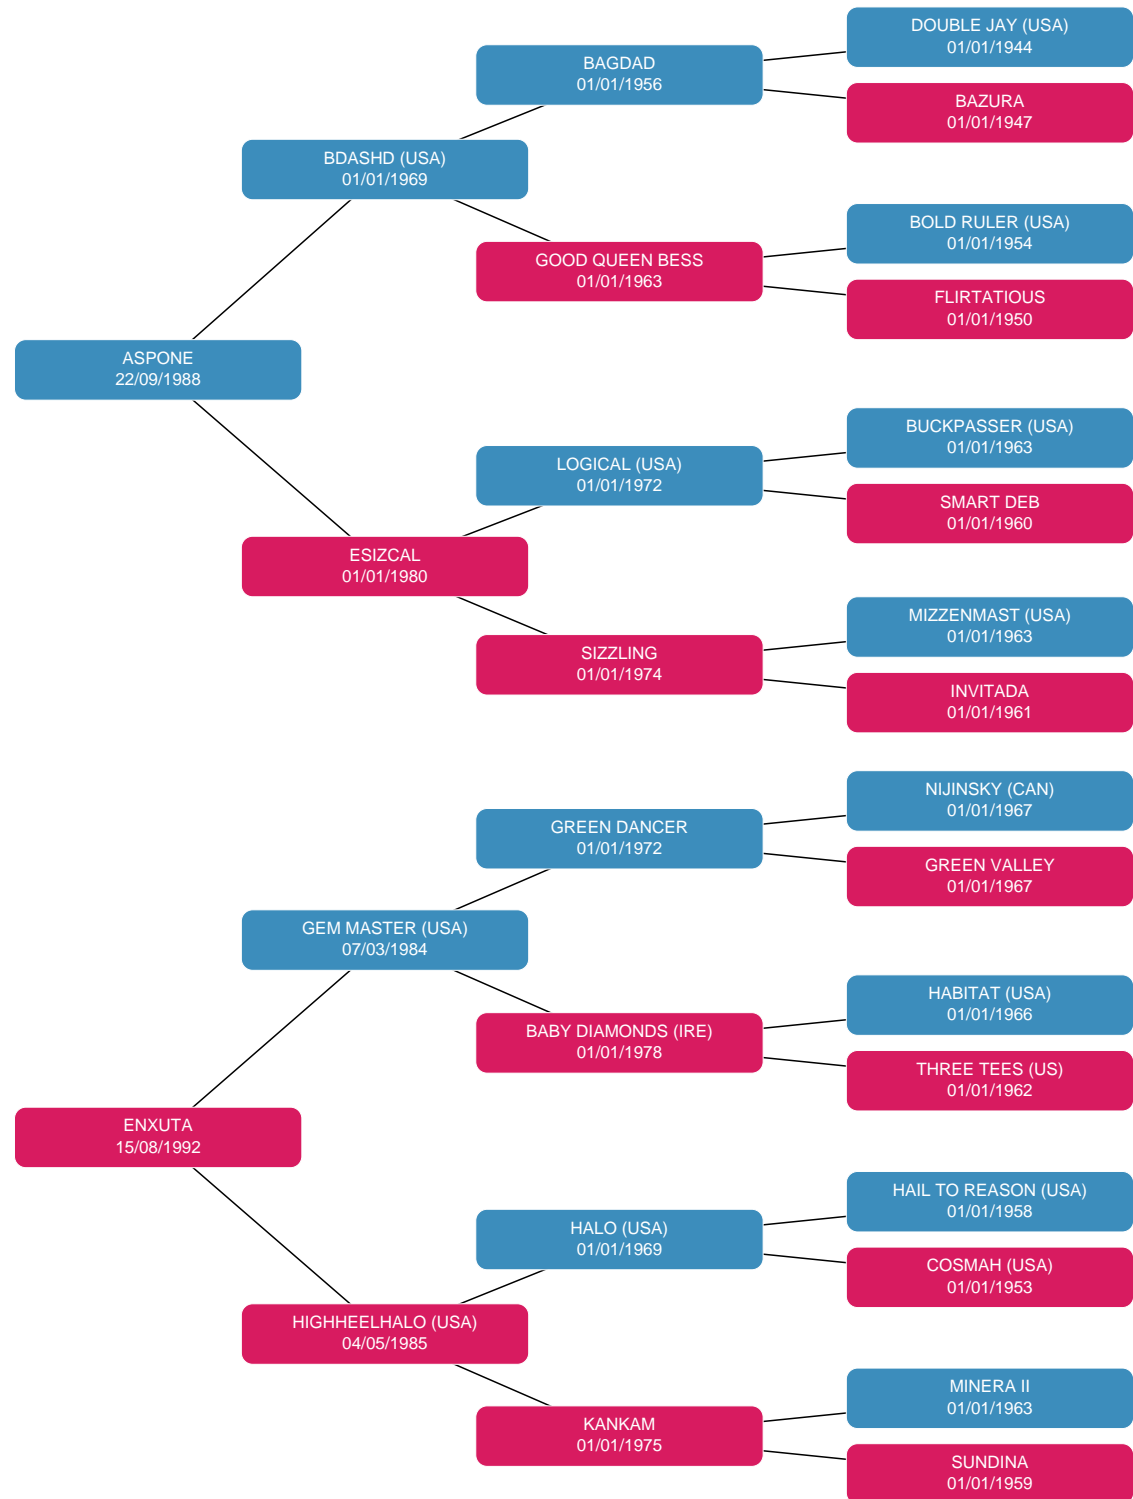 DOUBLE JAY (USA)
01/01/1944
BAGDAD
01/01/1956
BAZURA
01/01/1947
BDASHD (USA)
01/01/1969
BOLD RULER (USA)
01/01/1954
GOOD QUEEN BESS
01/01/1963
FLIRTATIOUS
01/01/1950
ASPONE
22/09/1988
BUCKPASSER (USA)
01/01/1963
LOGICAL (USA)
01/01/1972
SMART DEB
01/01/1960
ESIZCAL
01/01/1980
MIZZENMAST (USA)
01/01/1963
SIZZLING
01/01/1974
INVITADA
01/01/1961
NIJINSKY (CAN)
01/01/1967
GREEN DANCER
01/01/1972
GREEN VALLEY
01/01/1967
GEM MASTER (USA)
07/03/1984
HABITAT (USA)
01/01/1966
BABY DIAMONDS (IRE)
01/01/1978
THREE TEES (US)
01/01/1962
ENXUTA
15/08/1992
HAIL TO REASON (USA)
01/01/1958
HALO (USA)
01/01/1969
COSMAH (USA)
01/01/1953
HIGHHEELHALO (USA)
04/05/1985
MINERA II
01/01/1963
KANKAM
01/01/1975
SUNDINA
01/01/1959